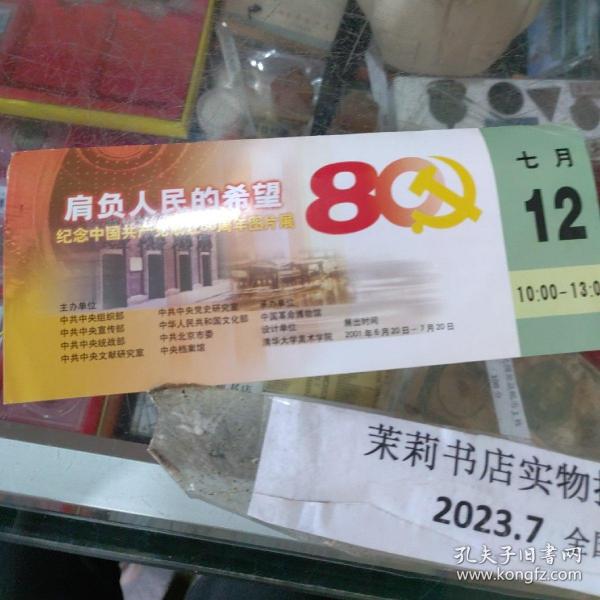 肩负人民的希望
纪念中国共产党成立80周年图片展
80
七月
12
10:00-13:0
主办单位
中共中央组织部
中共中央宣传部
中共中央统战部
中共中央文献研究室
中共中央党史研究室
中华人民共和国文化部
中共北京市委
中央档案馆
承办单位
中国革命博物馆
设计单位
清华大学美术学院
展出时间
2001年6月20日-7月20日
茉莉书店实物
2023.7 全国
孔夫子旧书网
www.kongfz.com